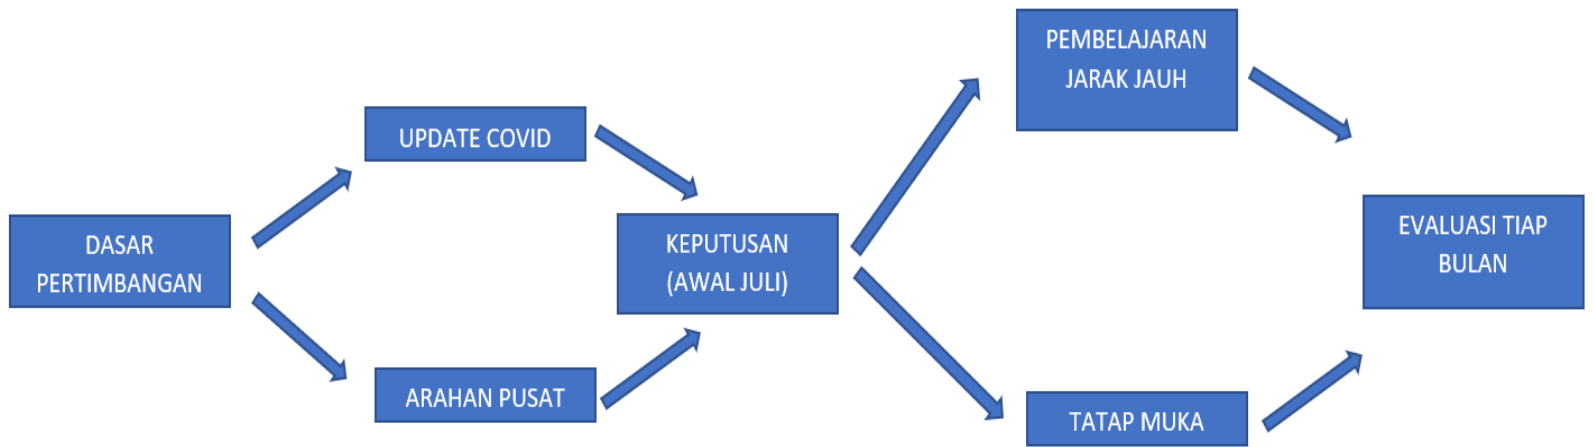 DASAR
PERTIMBANGAN
UPDATE COVID
ARAHAN PUSAT
KEPUTUSAN
(AWAL JULI)
PEMBELAJARAN
JARAK JAUH
TATAP MUKA
EVALUASI TIAP
BULAN